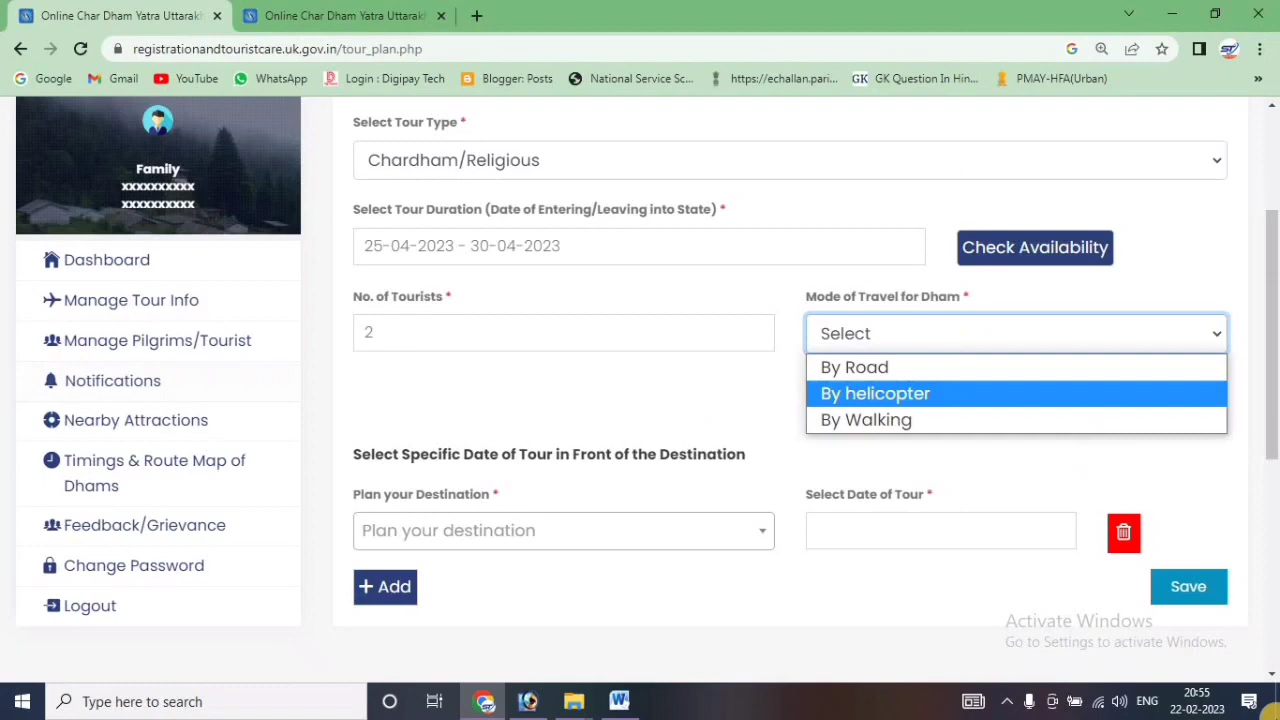 Online Char Dham Yatra Uttarakh
Online Char Dham Yatra Uttarakh
registrationandtouristcare.uk.gov.in/tour_plan.php
Google
Gmail
YouTube
WhatsApp
Login : Digipay Tech
Blogger: Posts
National Service Sc...
https://echallan.pari...
GK Question In Hin...
PMAY-HFA(Urban)
»
Family
xxxxxxxxxx
xxxxxxxxxx
Dashboard
Manage Tour Info
Manage Pilgrims/Tourist
Notifications
Nearby Attractions
Timings & Route Map of
Dhams
Feedback/Grievance
Change Password
Logout
Select Tour Type *
Chardham/Religious
Select Tour Duration (Date of Entering/Leaving into State) *
25-04-2023 - 30-04-2023
Check Availability
No. of Tourists *
2
Mode of Travel for Dham *
Select
By Road
By helicopter
By Walking
Select Specific Date of Tour in Front of the Destination
Plan your Destination *
Plan your destination
Select Date of Tour *
+ Add
Save
Activate Windows
Go to Settings to activate Windows.
Type here to search
ENG
20:55
22-02-2023